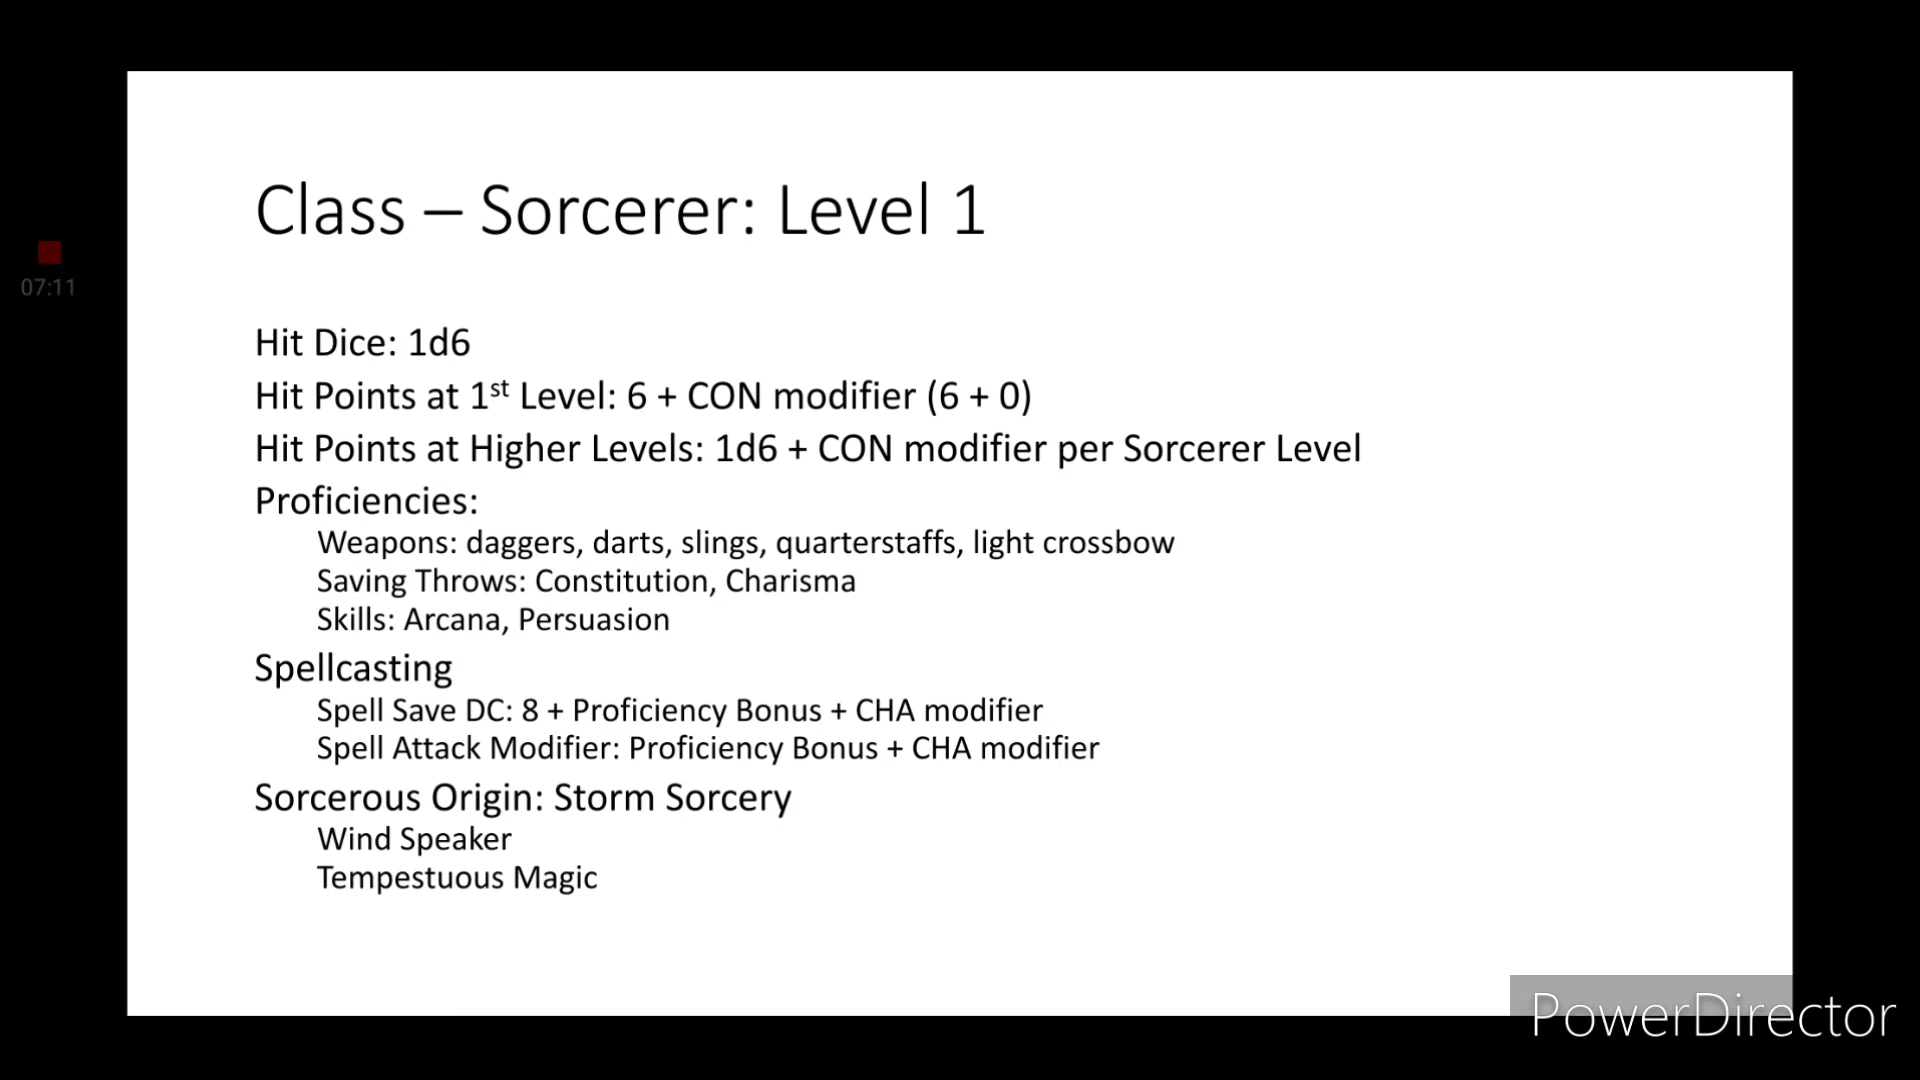 Class – Sorcerer: Level 1
07:11
Hit Dice: 1d6
Hit Points at 1st Level: 6 + CON modifier (6 + 0)
Hit Points at Higher Levels: 1d6 + CON modifier per Sorcerer Level
Proficiencies:
Weapons: daggers, darts, slings, quarterstaffs, light crossbow
Saving Throws: Constitution, Charisma
Skills: Arcana, Persuasion
Spellcasting
Spell Save DC: 8 + Proficiency Bonus + CHA modifier
Spell Attack Modifier: Proficiency Bonus + CHA modifier
Sorcerous Origin: Storm Sorcery
Wind Speaker
Tempestuous Magic
PowerDirector